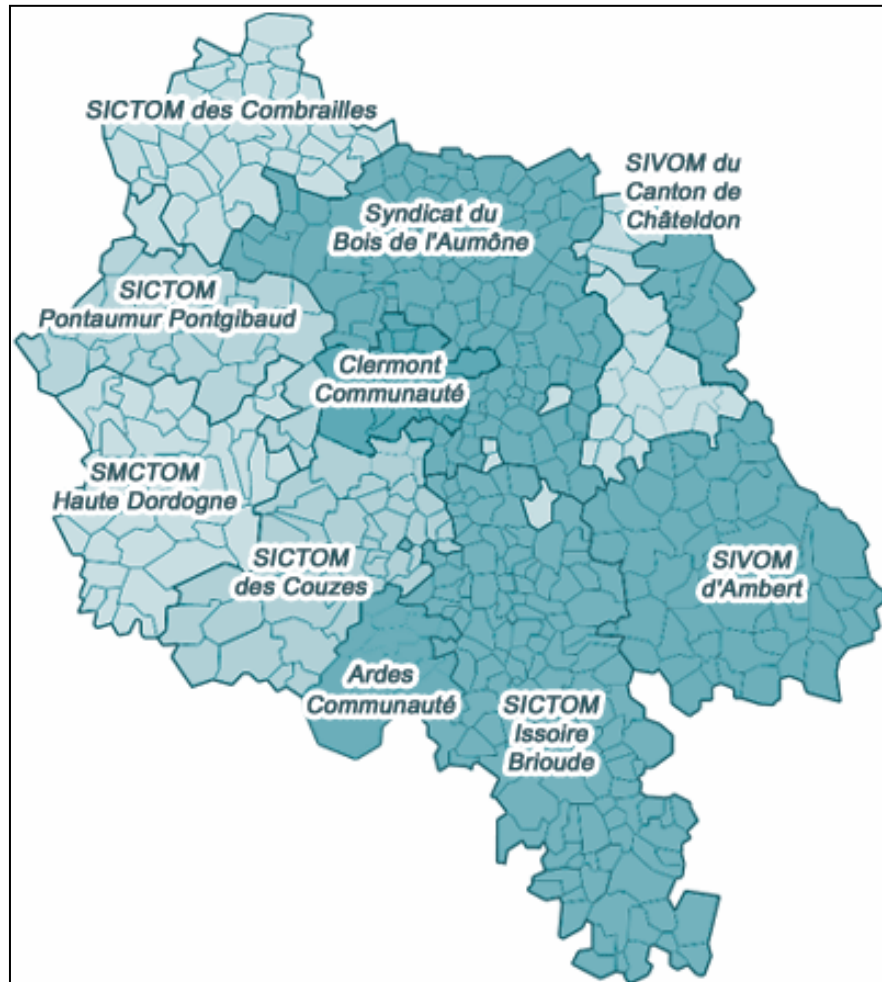 SICTOM des Combrailles
SIVOM du
Canton de
Châteldon
Syndicat du
Bois de l'Aumône
SICTOM
Pontaumur Pontgibaud
Clermont
Communauté
SMCTOM
Haute Dordogne
SICTOM
des Couzes
SIVOM
d'Ambert
Ardes
Communauté
SICTOM
Issoire
Brioude